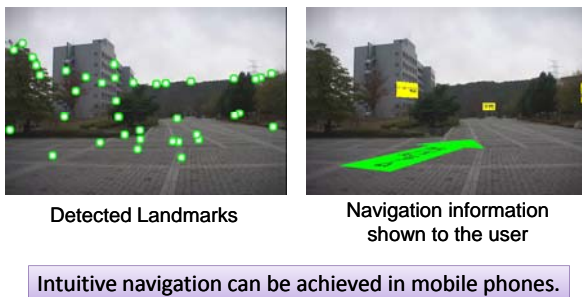 Detected Landmarks
Navigation information
shown to the user
Intuitive navigation can be achieved in mobile phones.